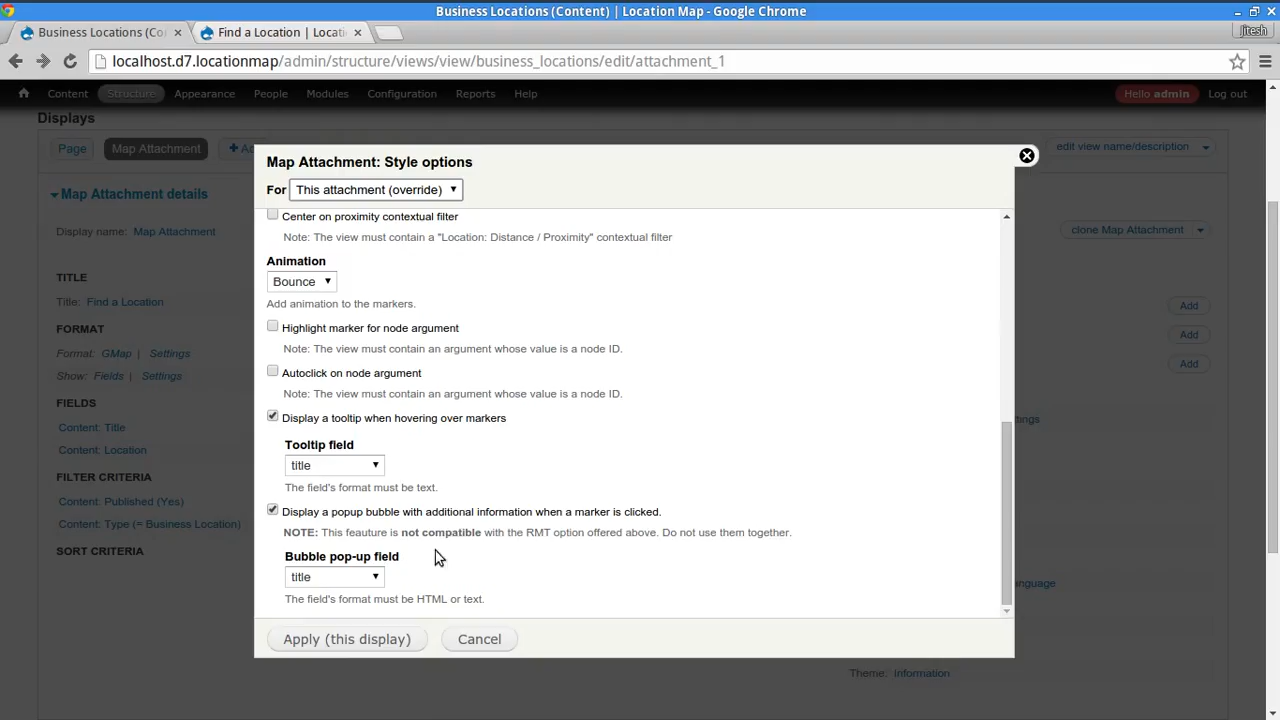 Business Locations (Content) | Location Map - Google Chrome
Business Locations (Co
Find a Location | Locati
jitesh
localhost.d7.locationmap/admin/structure/views/view/business_locations/edit/attachment_1
Content Structure Appearance People Modules Configuration Reports Help
Hello admin Log out
Displays
Page
Map Attachment
edit view name/description
Map Attachment: Style options
For This attachment (override)
Map Attachment details
Display name: Map Attachment
clone Map Attachment
TITLE
Title: Find a Location
Add
FORMAT
Format: GMap | Settings
Add
Show: Fields | Settings
Add
FIELDS
Content: Title
Content: Location
FILTER CRITERIA
Content: Published (Yes)
Content: Type (= Business Location)
SORT CRITERIA
Center on proximity contextual filter
Note: The view must contain a "Location: Distance / Proximity" contextual filter
Animation
Bounce
Add animation to the markers.
Highlight marker for node argument
Note: The view must contain an argument whose value is a node ID.
Autoclick on node argument
Note: The view must contain an argument whose value is a node ID.
Display a tooltip when hovering over markers
Tooltip field
title
The field's format must be text.
Display a popup bubble with additional information when a marker is clicked.
NOTE: This feauture is not compatible with the RMT option offered above. Do not use them together.
Bubble pop-up field
title
The field's format must be HTML or text.
Apply (this display) Cancel
Theme: Information